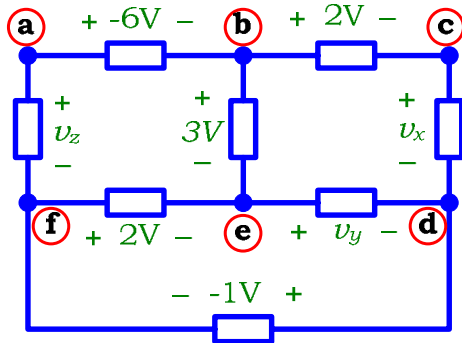 a + -6V − b + 2V − c
+ + +
v_z 3V v_x
− − −
f + 2V − e + v_y − d
− -1V +